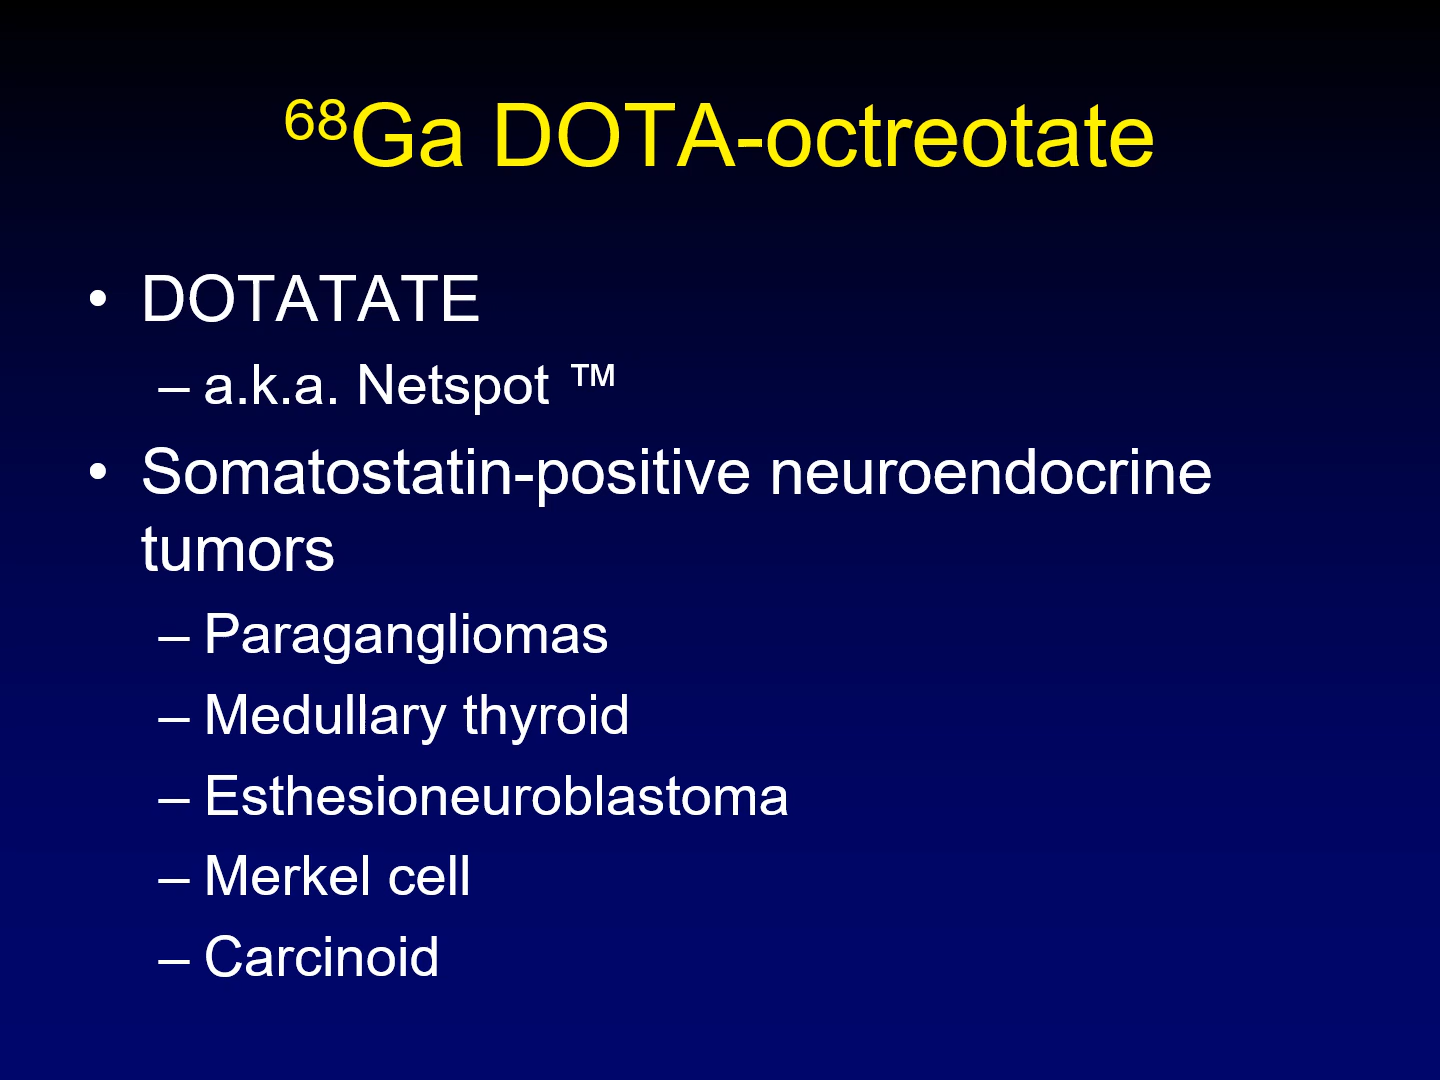 ⁶⁸Ga DOTA-octreotate
• DOTATATE
– a.k.a. Netspot ™
• Somatostatin-positive neuroendocrine
tumors
– Paragangliomas
– Medullary thyroid
– Esthesioneuroblastoma
– Merkel cell
– Carcinoid